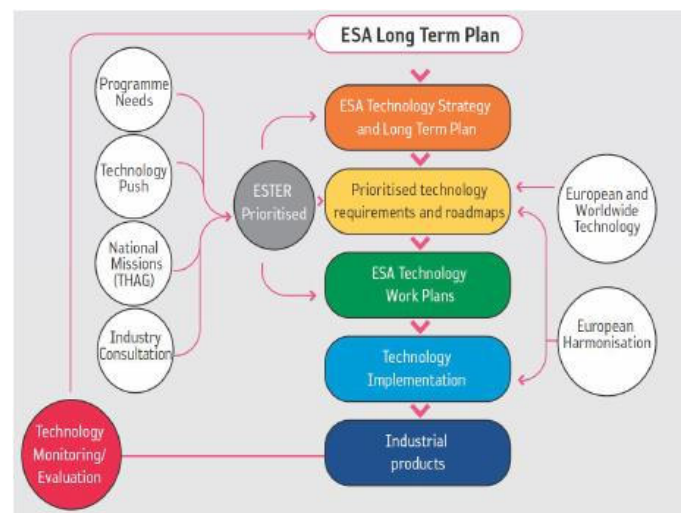 ESA Long Term Plan
Programme
Needs
ESA Technology Strategy
and Long Term Plan
Technology
Push
ESTER
Prioritised
Prioritised technology
requirements and roadmaps
European and
Worldwide
Technology
National
Missions
(THAG)
ESA Technology
Work Plans
Industry
Consultation
European
Harmonisation
Technology
Implementation
Technology
Monitoring/
Evaluation
Industrial
products